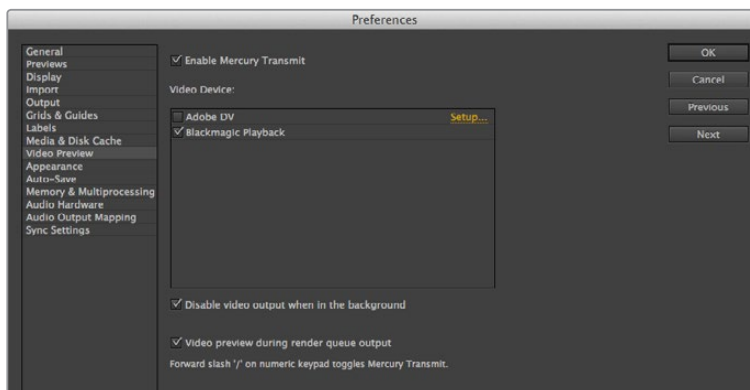 Preferences
General
Previews
Display
Import
Output
Grids & Guides
Labels
Media & Disk Cache
Video Preview
Appearance
Auto-Save
Memory & Multiprocessing
Audio Hardware
Audio Output Mapping
Sync Settings
Enable Mercury Transmit
Video Device:
Adobe DV Setup...
Blackmagic Playback
Disable video output when in the background
Video preview during render queue output
Forward slash '/' on numeric keypad toggles Mercury Transmit.
OK
Cancel
Previous
Next